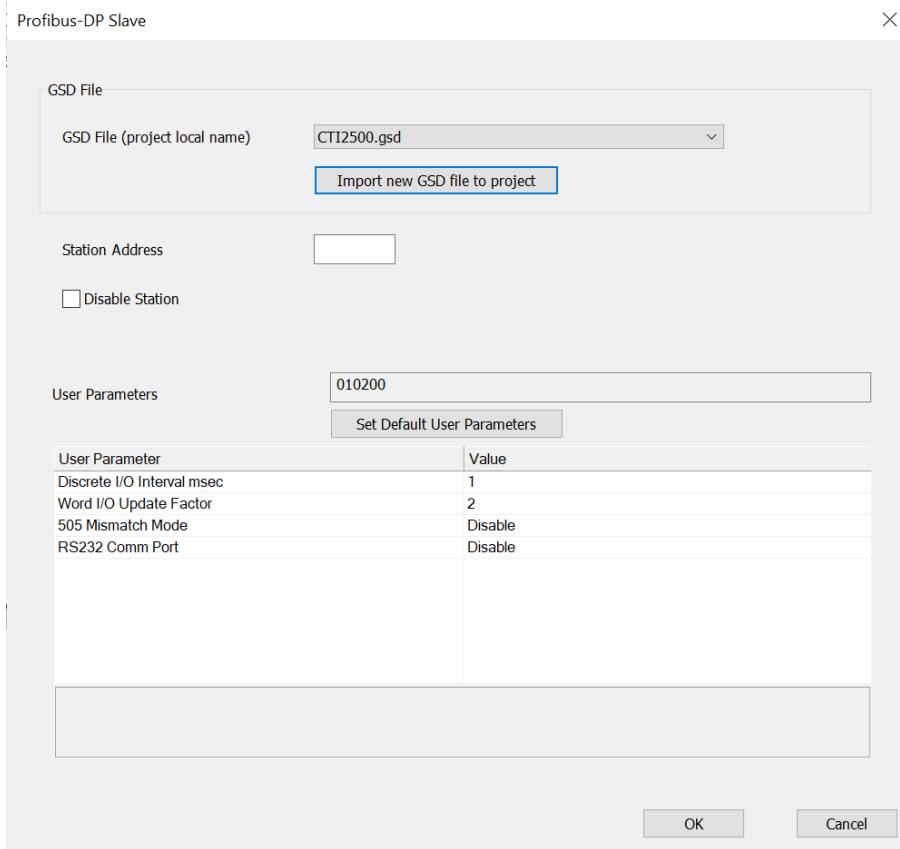 Profibus-DP Slave
GSD File
GSD File (project local name) CTI2500.gsd
Import new GSD file to project
Station Address
Disable Station
User Parameters 010200
Set Default User Parameters
User Parameter Value
Discrete I/O Interval msec 1
Word I/O Update Factor 2
505 Mismatch Mode Disable
RS232 Comm Port Disable
OK Cancel